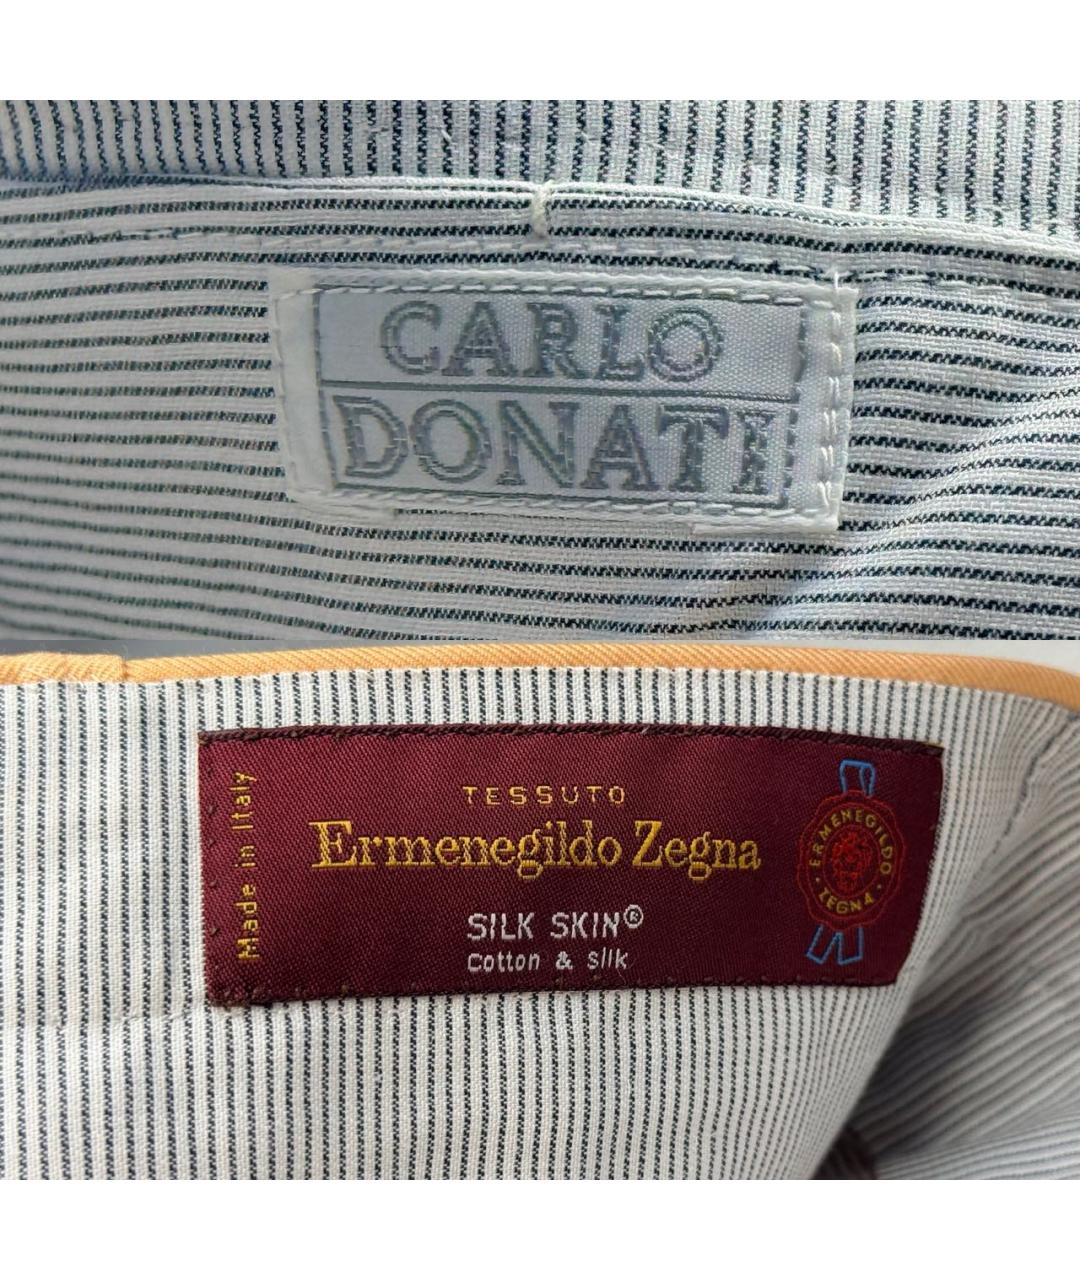 CARLO
DONATI
Made in Italy
TESSUTO
Ermenegildo Zegna
SILK SKIN®
cotton & silk
ERMENEGILDO
· ZEGNA ·